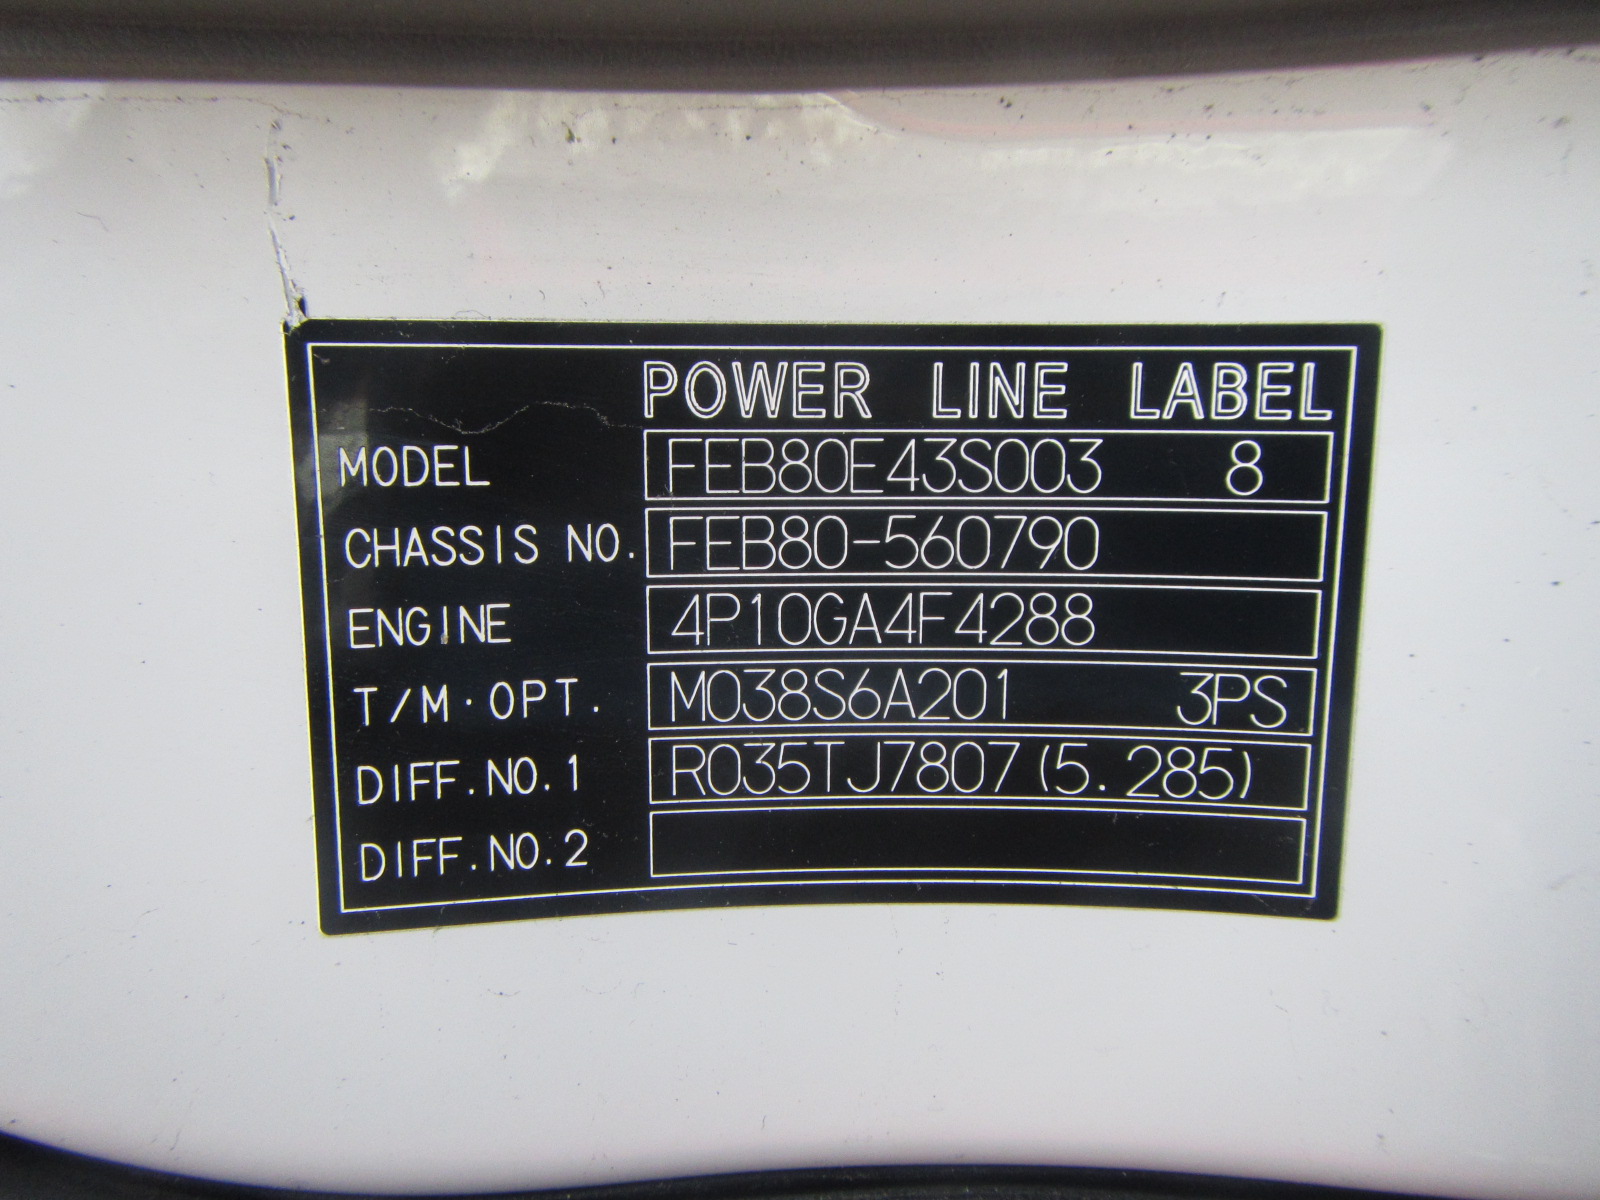 POWER LINE LABEL
MODEL FEB80E43S003 8
CHASSIS NO. FEB80-560790
ENGINE 4P10GA4F4288
T/M·OPT. M038S6A201 3PS
DIFF.NO.1 R035TJ7807(5.285)
DIFF.NO.2